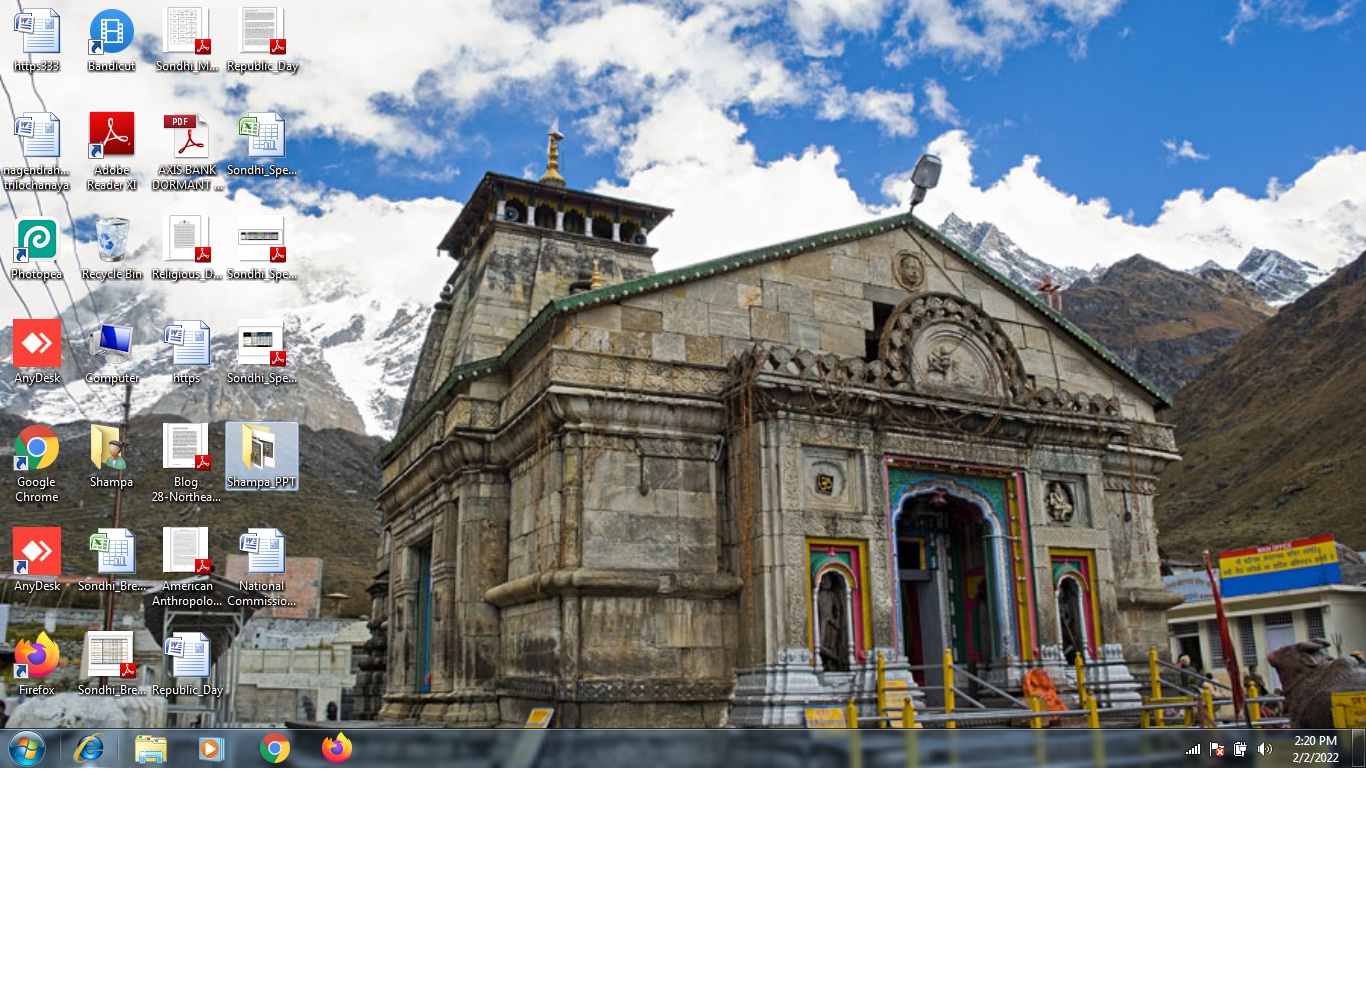 https333
Bandicut
Sondhi_M...
Republic_Day
nagendrah...
trilochanaya
Adobe
Reader XI
PDF
AXIS BANK
DORMANT ...
Sondhi_Spe...
Photopea
Recycle Bin
Religious_D...
Sondhi_Spe...
AnyDesk
Computer
https
Sondhi_Spe...
Google
Chrome
Shampa
Blog
28-Northea...
Shampa_PPT
AnyDesk
Sondhi_Bre...
American
Anthropolo...
National
Commissio...
Firefox
Sondhi_Bre...
Republic_Day
MAIN OFFICE
2:20 PM
2/2/2022